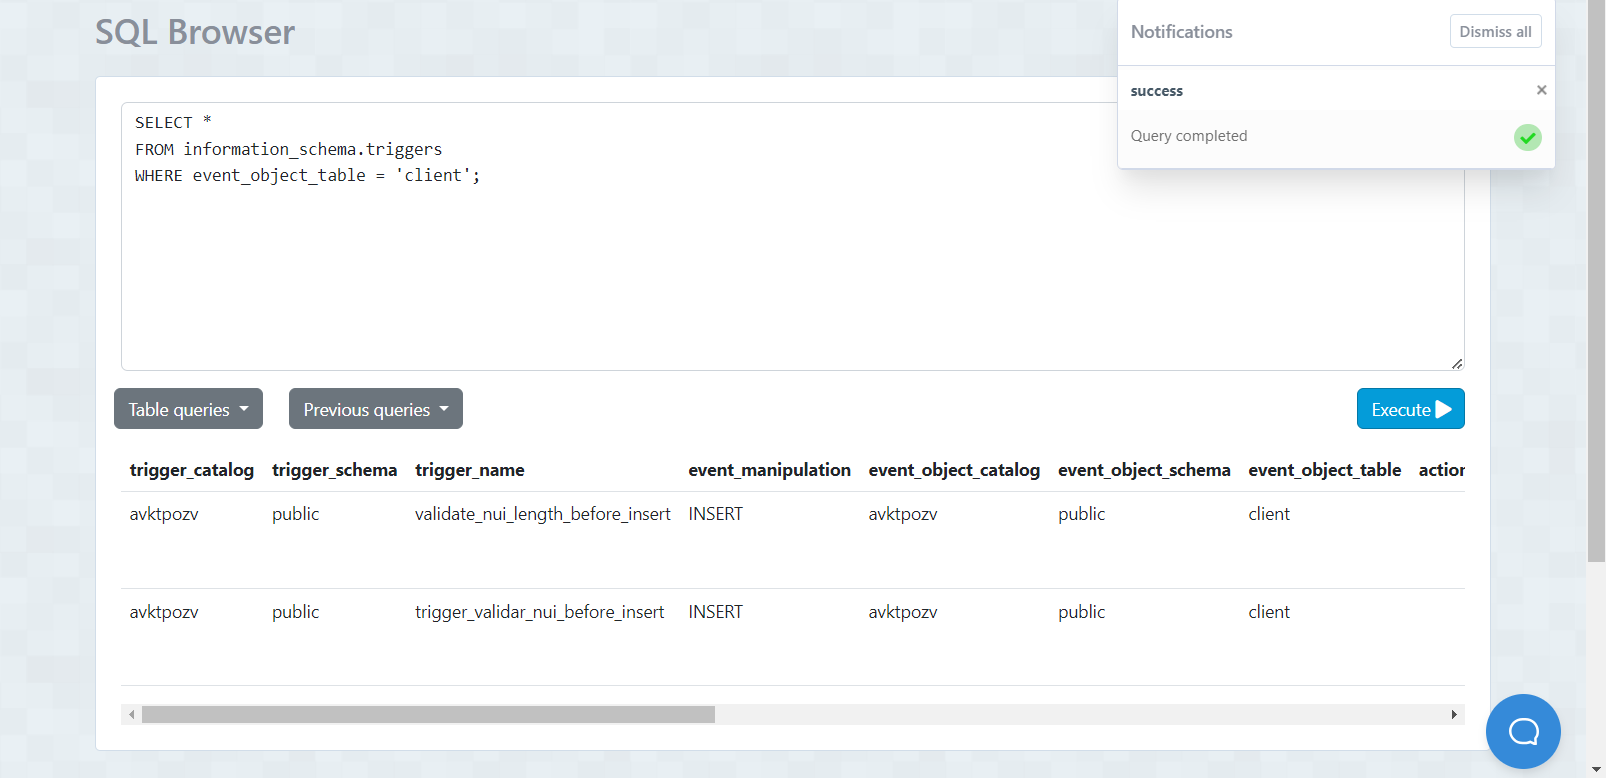 SQL Browser
Notifications
Dismiss all
success
×
Query completed
SELECT *
FROM information_schema.triggers
WHERE event_object_table = 'client';
Table queries
Previous queries
Execute
trigger_catalog trigger_schema trigger_name event_manipulation event_object_catalog event_object_schema event_object_table action
avktpozv public validate_nui_length_before_insert INSERT avktpozv public client
avktpozv public trigger_validar_nui_before_insert INSERT avktpozv public client